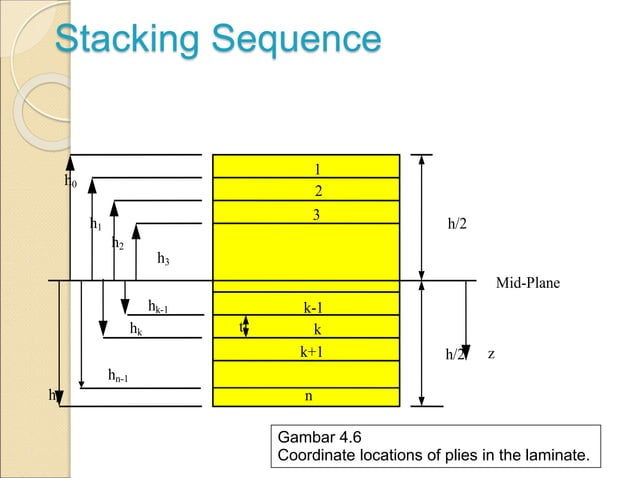 Stacking Sequence
1
h₀
2
h₁
3
h₂
h/2
h₃
Mid-Plane
hₖ₋₁
k-1
hₖ
t
k
k+1
h/2
z
hₙ₋₁
h
n
Gambar 4.6
Coordinate locations of plies in the laminate.